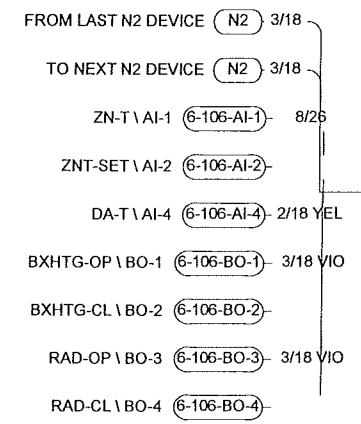 FROM LAST N2 DEVICE N2 3/18
TO NEXT N2 DEVICE N2 3/18
ZN-T \ AI-1 6-106-AI-1 8/26
ZNT-SET \ AI-2 6-106-AI-2
DA-T \ AI-4 6-106-AI-4 2/18 YEL
BXHTG-OP \ BO-1 6-106-BO-1 3/18 VIO
BXHTG-CL \ BO-2 6-106-BO-2
RAD-OP \ BO-3 6-106-BO-3 3/18 VIO
RAD-CL \ BO-4 6-106-BO-4